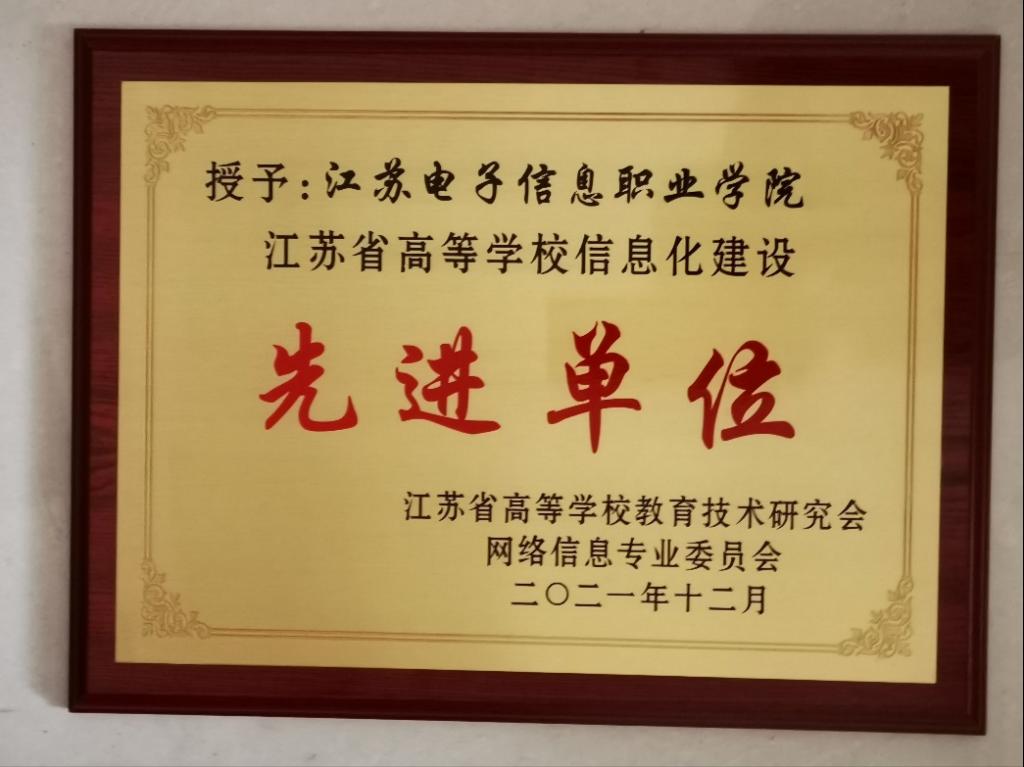 授予:江苏电子信息职业学院
江苏省高等学校信息化建设
先进单位
江苏省高等学校教育技术研究会
网络信息专业委员会
二〇二一年十二月